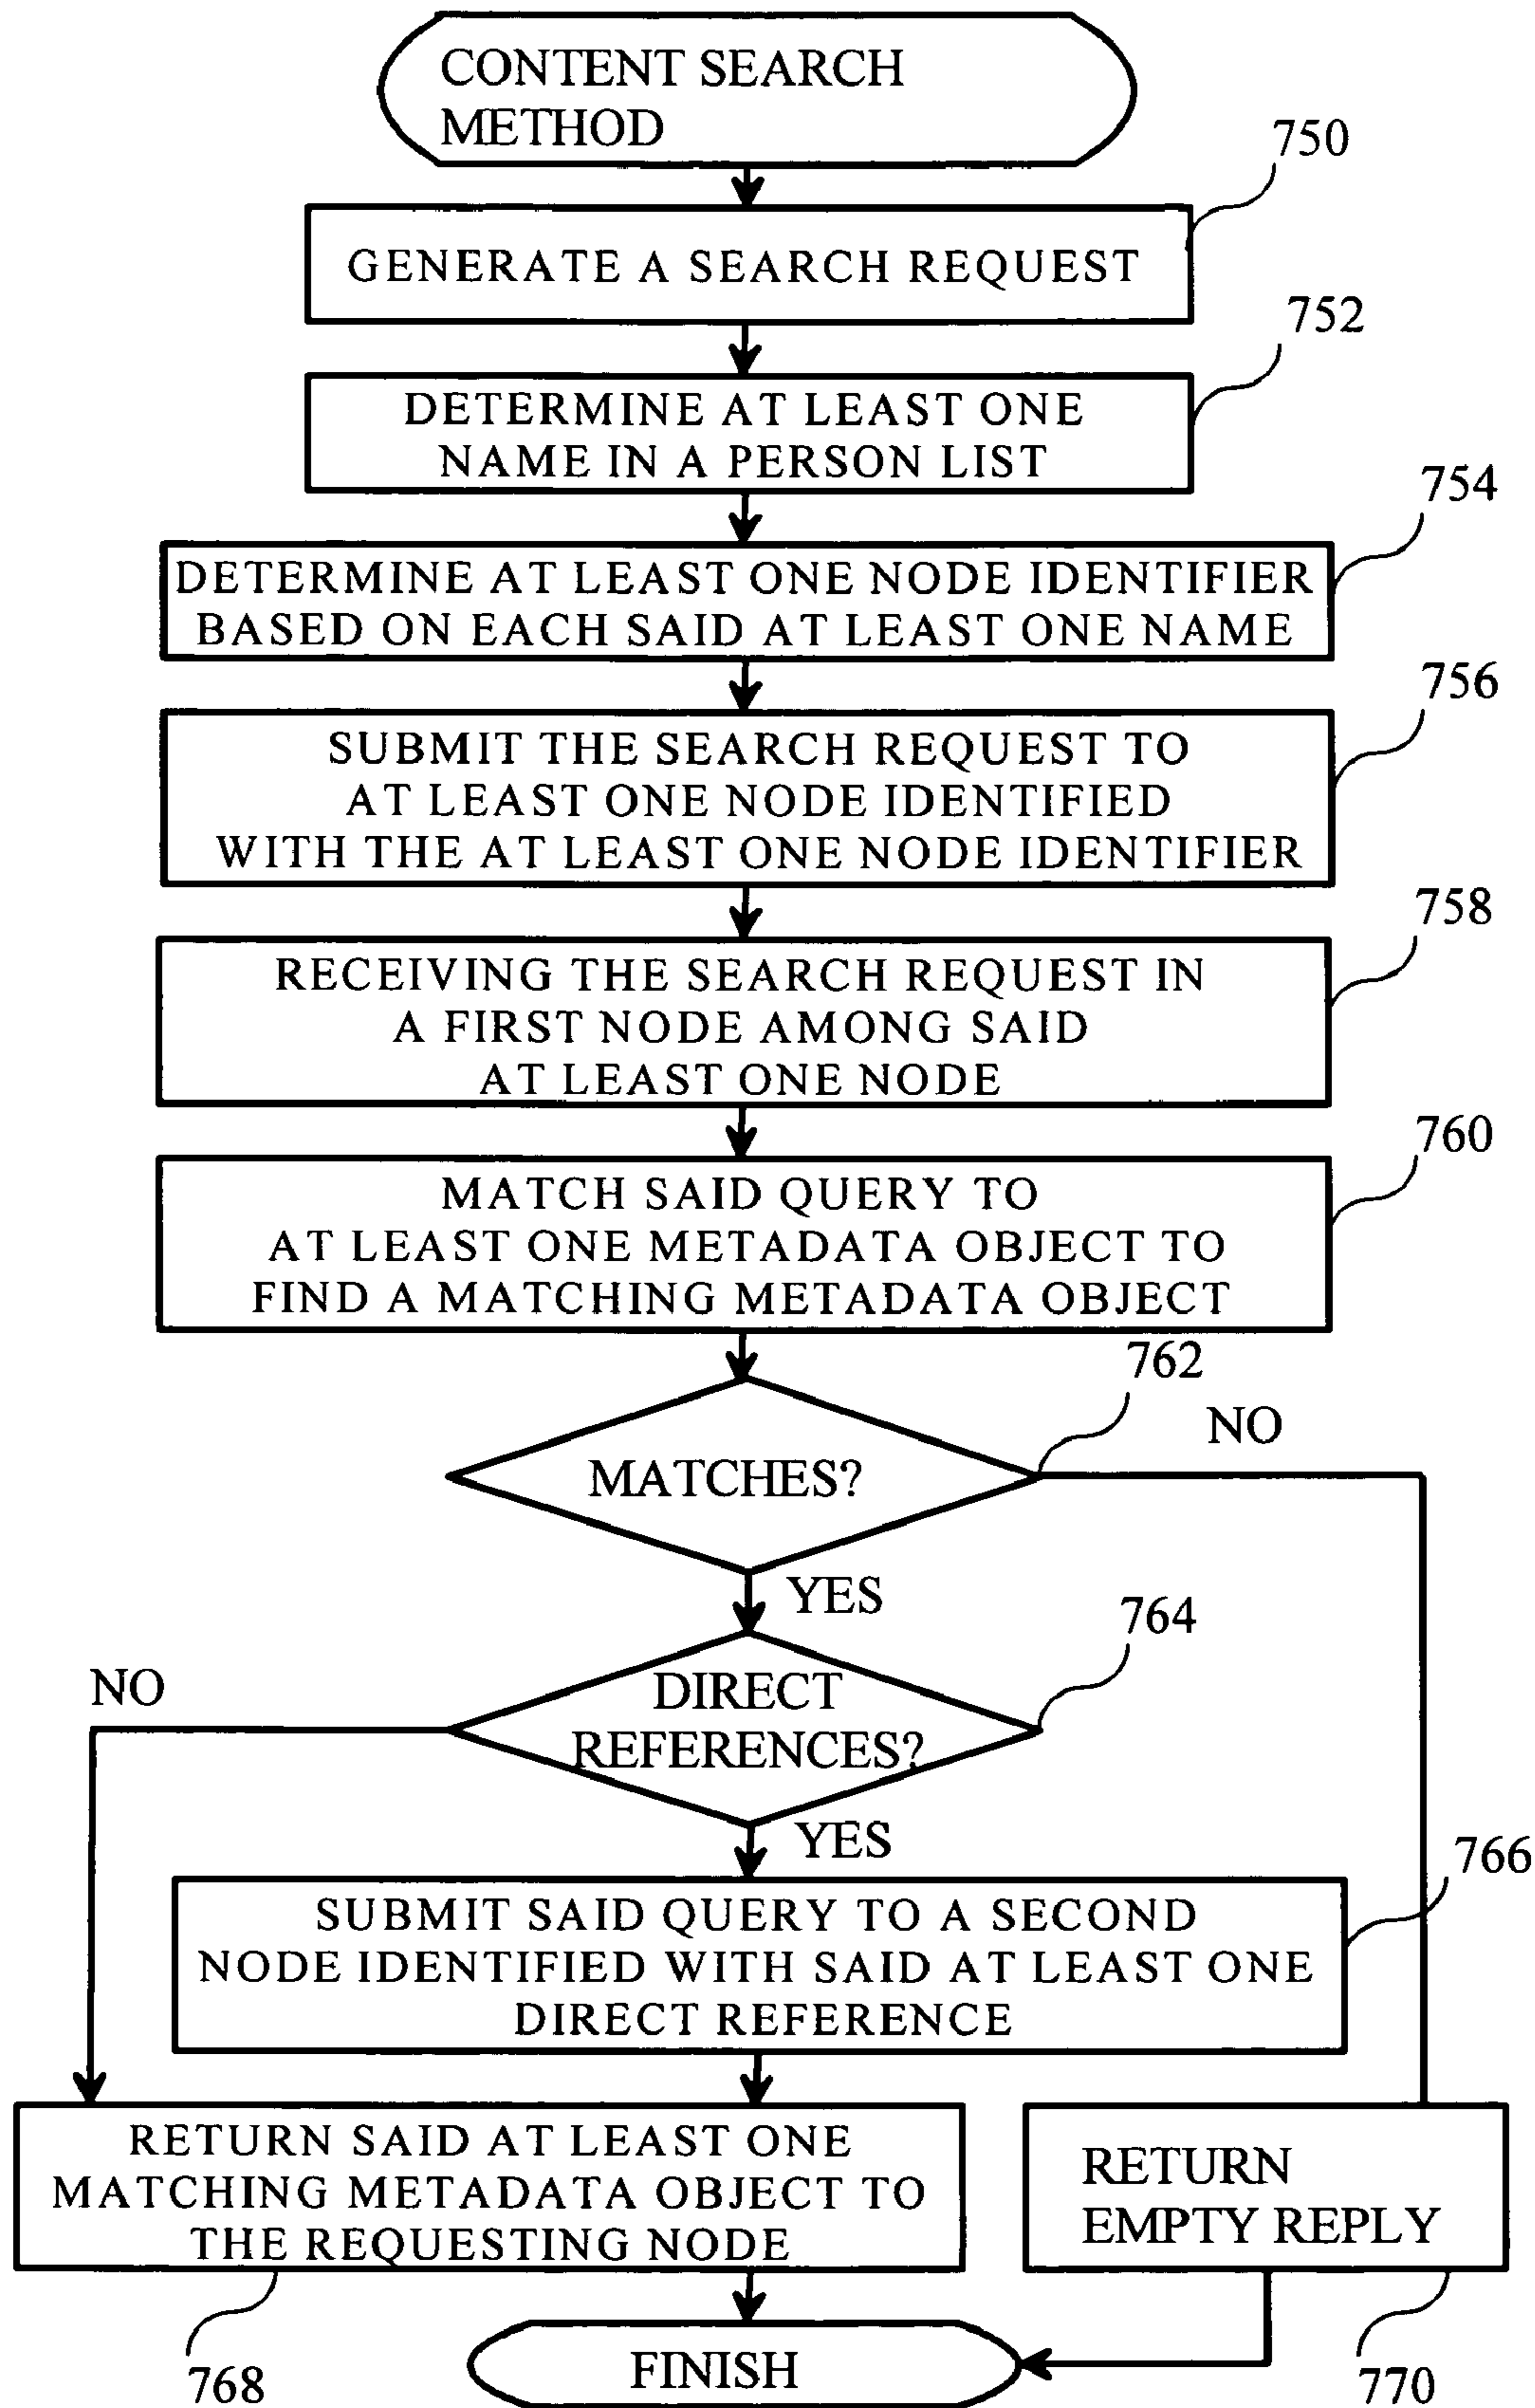 CONTENT SEARCH
METHOD
750
GENERATE A SEARCH REQUEST
752
DETERMINE AT LEAST ONE
NAME IN A PERSON LIST
754
DETERMINE AT LEAST ONE NODE IDENTIFIER
BASED ON EACH SAID AT LEAST ONE NAME
756
SUBMIT THE SEARCH REQUEST TO
AT LEAST ONE NODE IDENTIFIED
WITH THE AT LEAST ONE NODE IDENTIFIER
758
RECEIVING THE SEARCH REQUEST IN
A FIRST NODE AMONG SAID
AT LEAST ONE NODE
760
MATCH SAID QUERY TO
AT LEAST ONE METADATA OBJECT TO
FIND A MATCHING METADATA OBJECT
762
NO
MATCHES?
YES
764
NO
DIRECT
REFERENCES?
YES
766
SUBMIT SAID QUERY TO A SECOND
NODE IDENTIFIED WITH SAID AT LEAST ONE
DIRECT REFERENCE
RETURN SAID AT LEAST ONE
MATCHING METADATA OBJECT TO
THE REQUESTING NODE
RETURN
EMPTY REPLY
FINISH
768
770